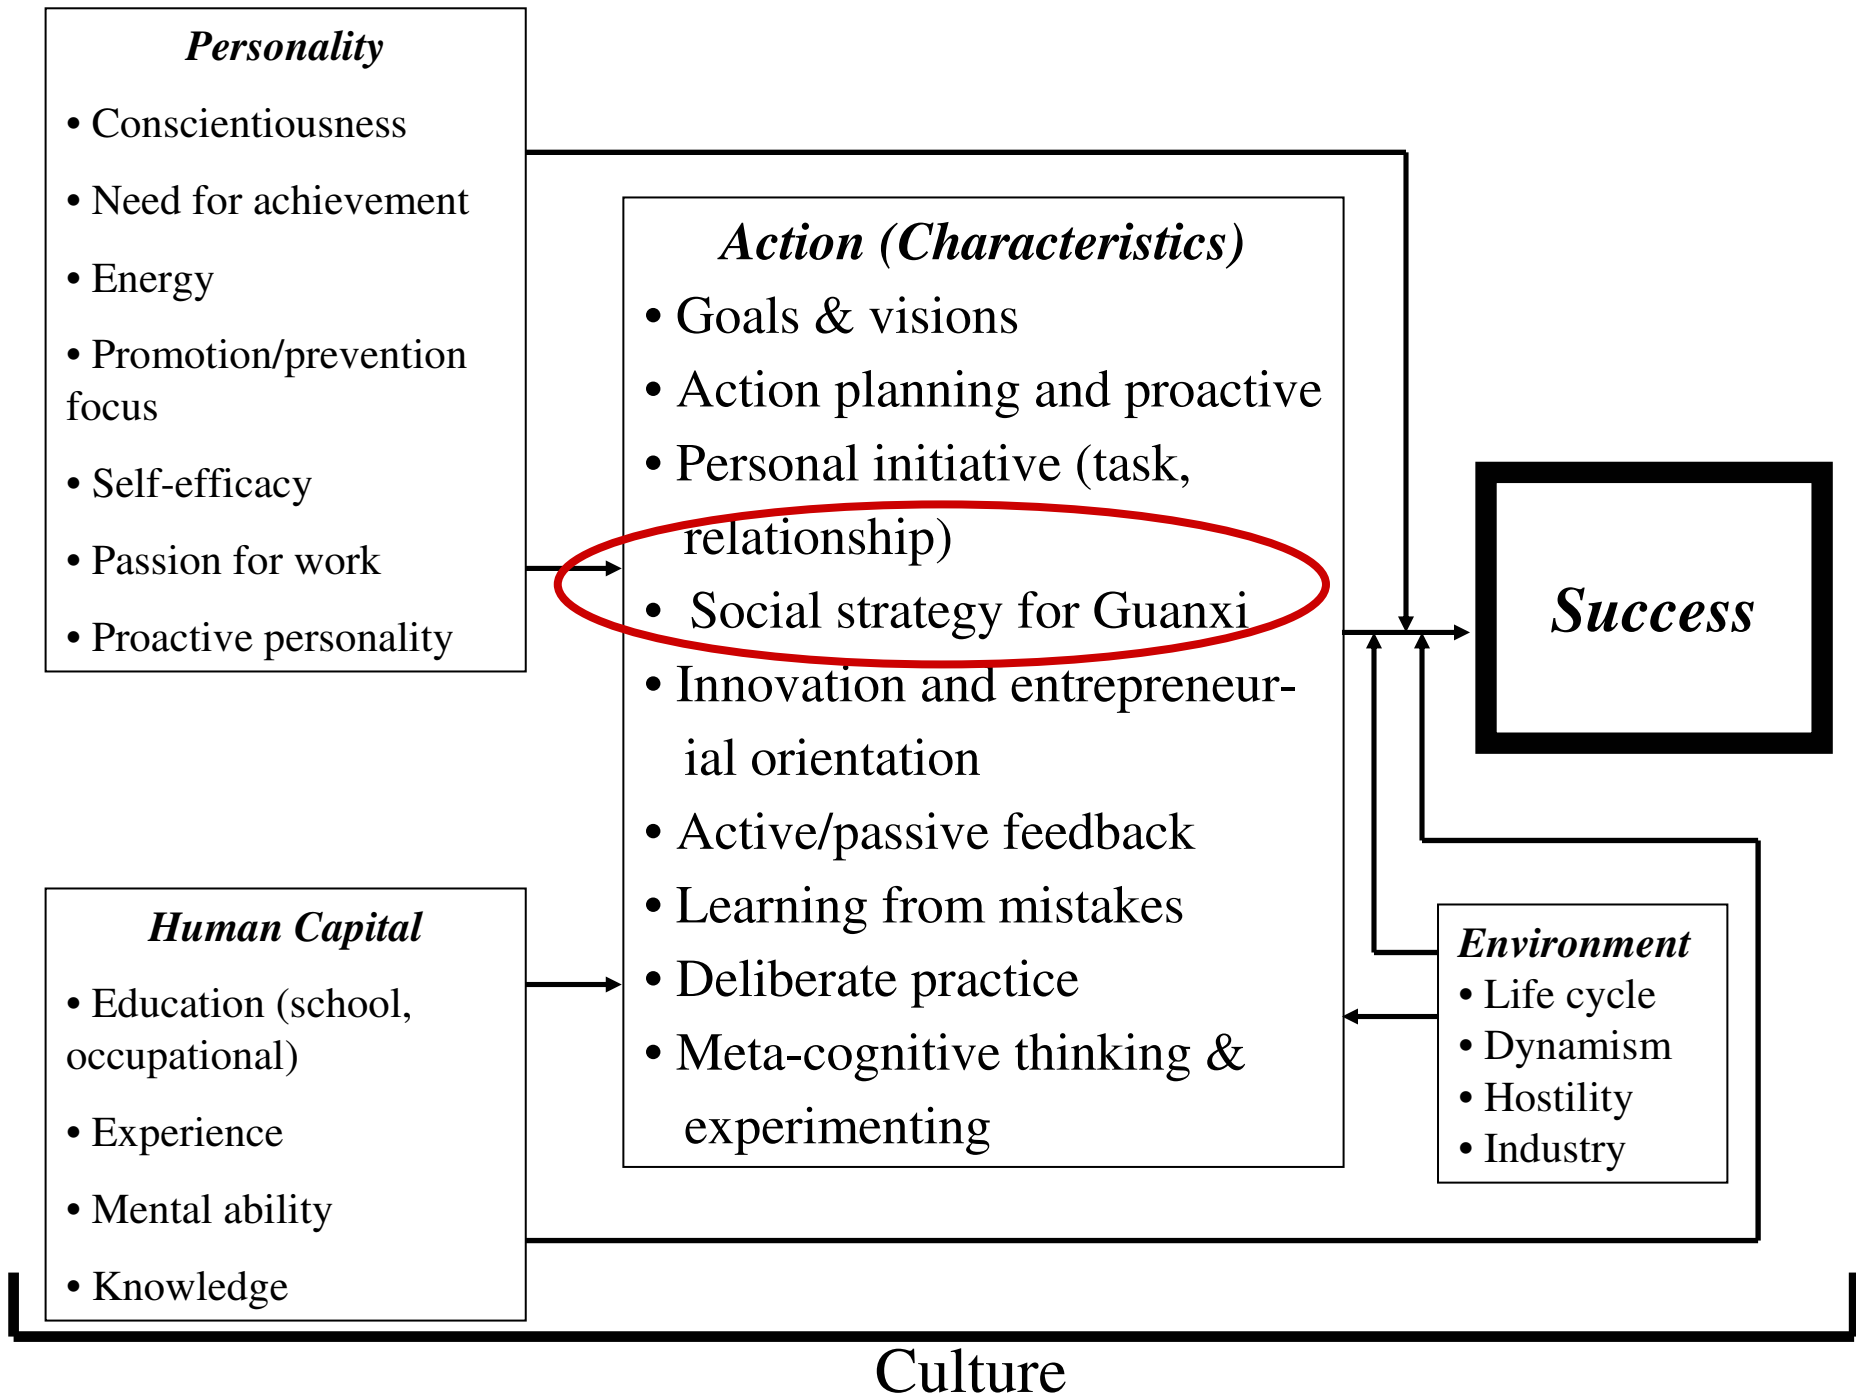 Personality
• Conscientiousness
• Need for achievement
• Energy
• Promotion/prevention
focus
• Self-efficacy
• Passion for work
• Proactive personality
Action (Characteristics)
• Goals & visions
• Action planning and proactive
• Personal initiative (task,
relationship)
• Social strategy for Guanxi
• Innovation and entrepreneur-
ial orientation
• Active/passive feedback
• Learning from mistakes
• Deliberate practice
• Meta-cognitive thinking &
experimenting
Success
Human Capital
• Education (school,
occupational)
• Experience
• Mental ability
• Knowledge
Environment
• Life cycle
• Dynamism
• Hostility
• Industry
Culture